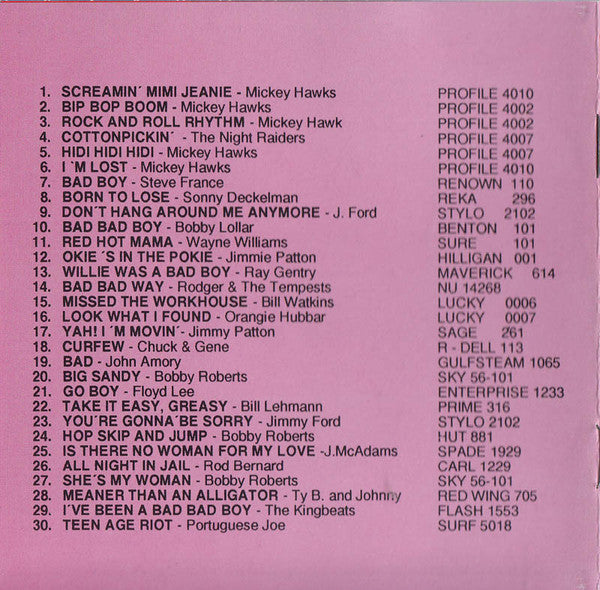 1. SCREAMIN´ MIMI JEANIE - Mickey Hawks PROFILE 4010
2. BIP BOP BOOM - Mickey Hawks PROFILE 4002
3. ROCK AND ROLL RHYTHM - Mickey Hawk PROFILE 4002
4. COTTONPICKIN´ - The Night Raiders PROFILE 4007
5. HIDI HIDI HIDI - Mickey Hawks PROFILE 4007
6. I ´M LOST - Mickey Hawks PROFILE 4010
7. BAD BOY - Steve France RENOWN 110
8. BORN TO LOSE - Sonny Deckelman REKA 296
9. DON´T HANG AROUND ME ANYMORE - J. Ford STYLO 2102
10. BAD BAD BOY - Bobby Lollar BENTON 101
11. RED HOT MAMA - Wayne Williams SURE 101
12. OKIE ´S IN THE POKIE - Jimmie Patton HILLIGAN 001
13. WILLIE WAS A BAD BOY - Ray Gentry MAVERICK 614
14. BAD BAD WAY - Rodger & The Tempests NU 14268
15. MISSED THE WORKHOUSE - Bill Watkins LUCKY 0006
16. LOOK WHAT I FOUND - Orangie Hubbar LUCKY 0007
17. YAH! I ´M MOVIN´- Jimmy Patton SAGE 261
18. CURFEW - Chuck & Gene R - DELL 113
19. BAD - John Amory GULFSTEAM 1065
20. BIG SANDY - Bobby Roberts SKY 56-101
21. GO BOY - Floyd Lee ENTERPRISE 1233
22. TAKE IT EASY, GREASY - Bill Lehmann PRIME 316
23. YOU´RE GONNA´BE SORRY - Jimmy Ford STYLO 2102
24. HOP SKIP AND JUMP - Bobby Roberts HUT 881
25. IS THERE NO WOMAN FOR MY LOVE -J.McAdams SPADE 1929
26. ALL NIGHT IN JAIL - Rod Bernard CARL 1229
27. SHE´S MY WOMAN - Bobby Roberts SKY 56-101
28. MEANER THAN AN ALLIGATOR - Ty B. and Johnny RED WING 705
29. I´VE BEEN A BAD BAD BOY - The Kingbeats FLASH 1553
30. TEEN AGE RIOT - Portuguese Joe SURF 5018